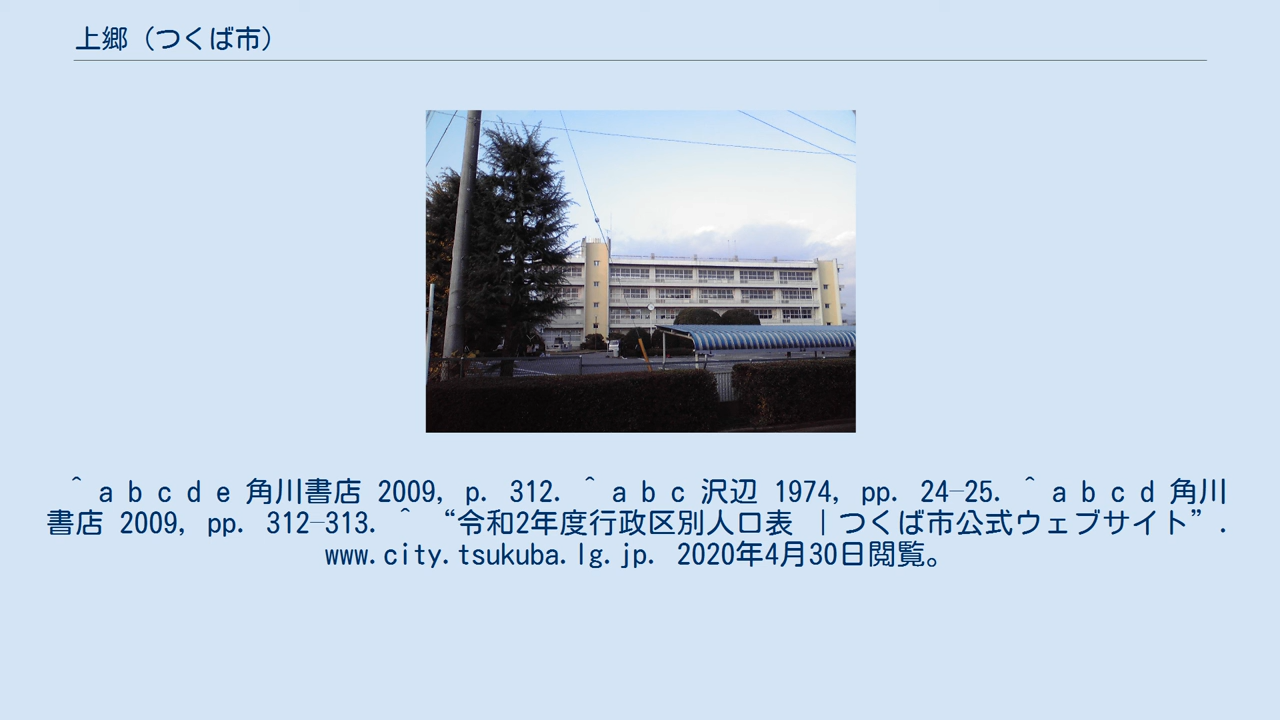 上郷（つくば市）
^ a b c d e 角川書店 2009, p. 312. ^ a b c 沢辺 1974, pp. 24–25. ^ a b c d 角川
書店 2009, pp. 312–313. ^ “令和2年度行政区別人口表 | つくば市公式ウェブサイト”.
www.city.tsukuba.lg.jp. 2020年4月30日閲覧。